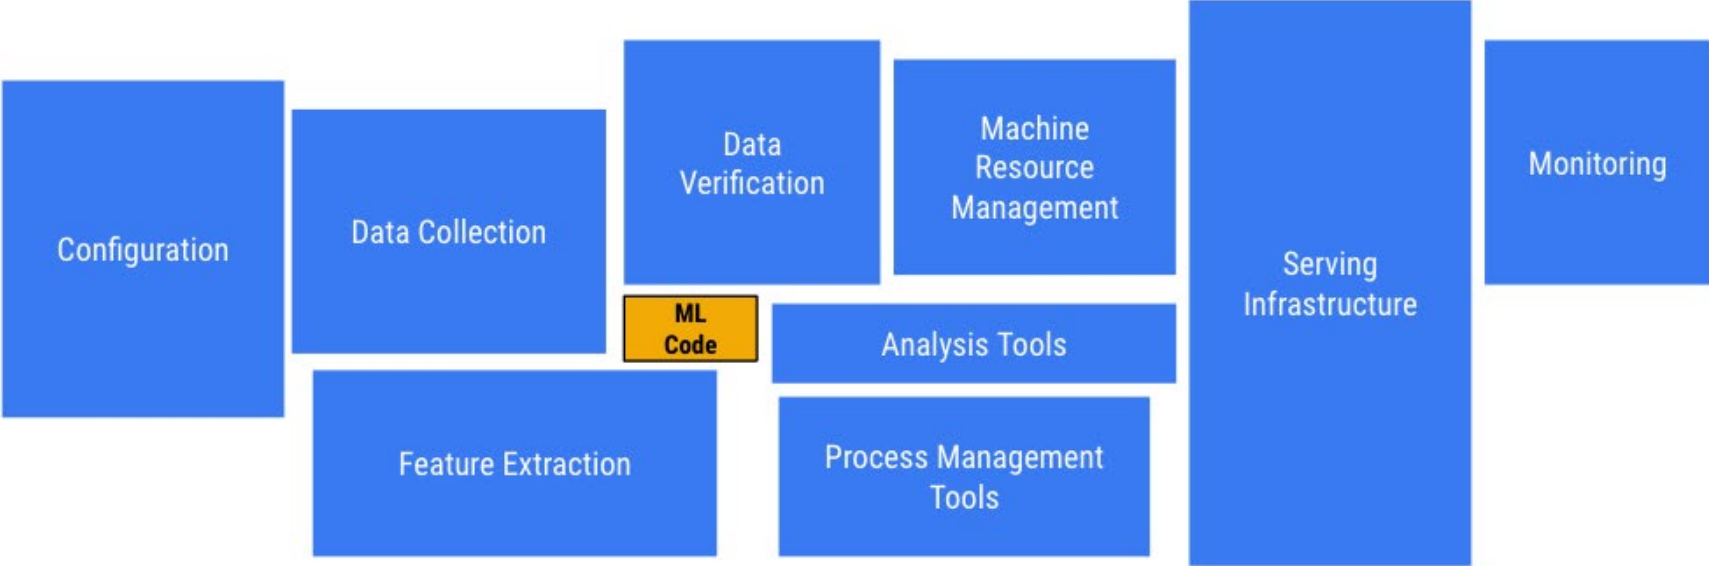 Configuration
Data Collection
Data
Verification
Machine
Resource
Management
Serving
Infrastructure
Monitoring
ML
Code
Analysis Tools
Feature Extraction
Process Management
Tools